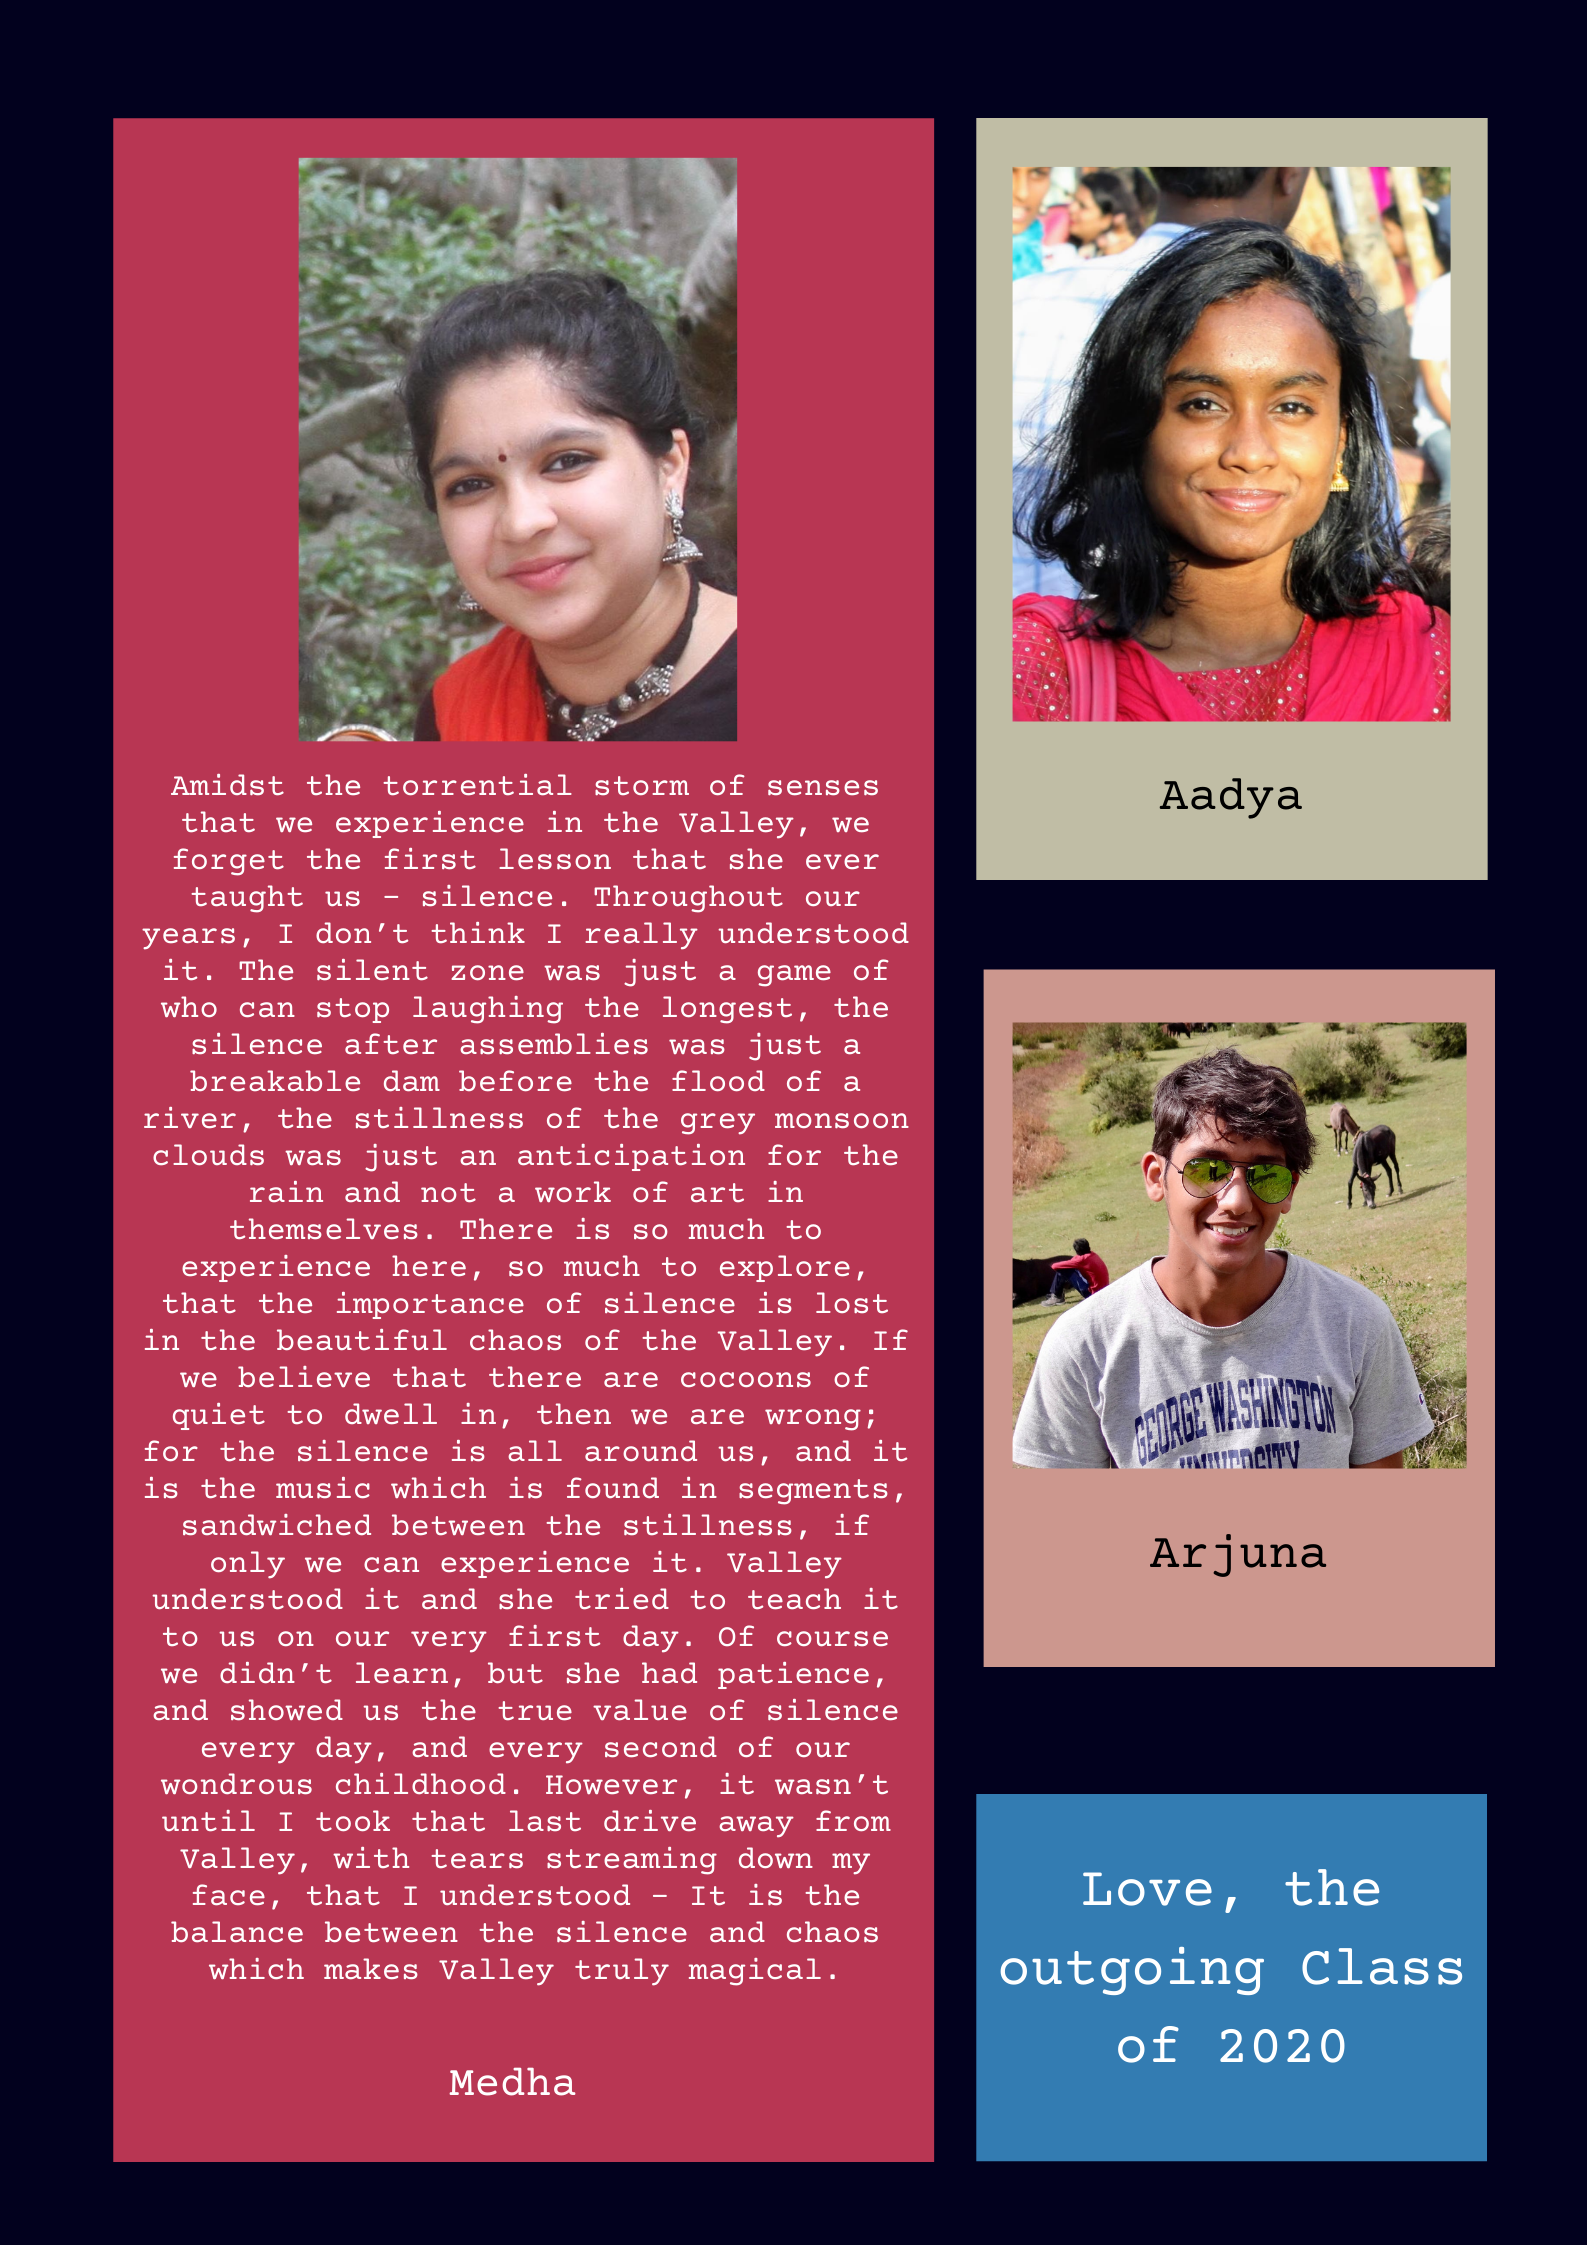 Amidst the torrential storm of senses
that we experience in the Valley, we
forget the first lesson that she ever
taught us – silence. Throughout our
years, I don’t think I really understood
it. The silent zone was just a game of
who can stop laughing the longest, the
silence after assemblies was just a
breakable dam before the flood of a
river, the stillness of the grey monsoon
clouds was just an anticipation for the
rain and not a work of art in
themselves. There is so much to
experience here, so much to explore,
that the importance of silence is lost
in the beautiful chaos of the Valley. If
we believe that there are cocoons of
quiet to dwell in, then we are wrong;
for the silence is all around us, and it
is the music which is found in segments,
sandwiched between the stillness, if
only we can experience it. Valley
understood it and she tried to teach it
to us on our very first day. Of course
we didn’t learn, but she had patience,
and showed us the true value of silence
every day, and every second of our
wondrous childhood. However, it wasn’t
until I took that last drive away from
Valley, with tears streaming down my
face, that I understood – It is the
balance between the silence and chaos
which makes Valley truly magical.
Medha
Aadya
GEORGE WASHINGTON
UNIVERSITY
Arjuna
Love, the
outgoing Class
of 2020